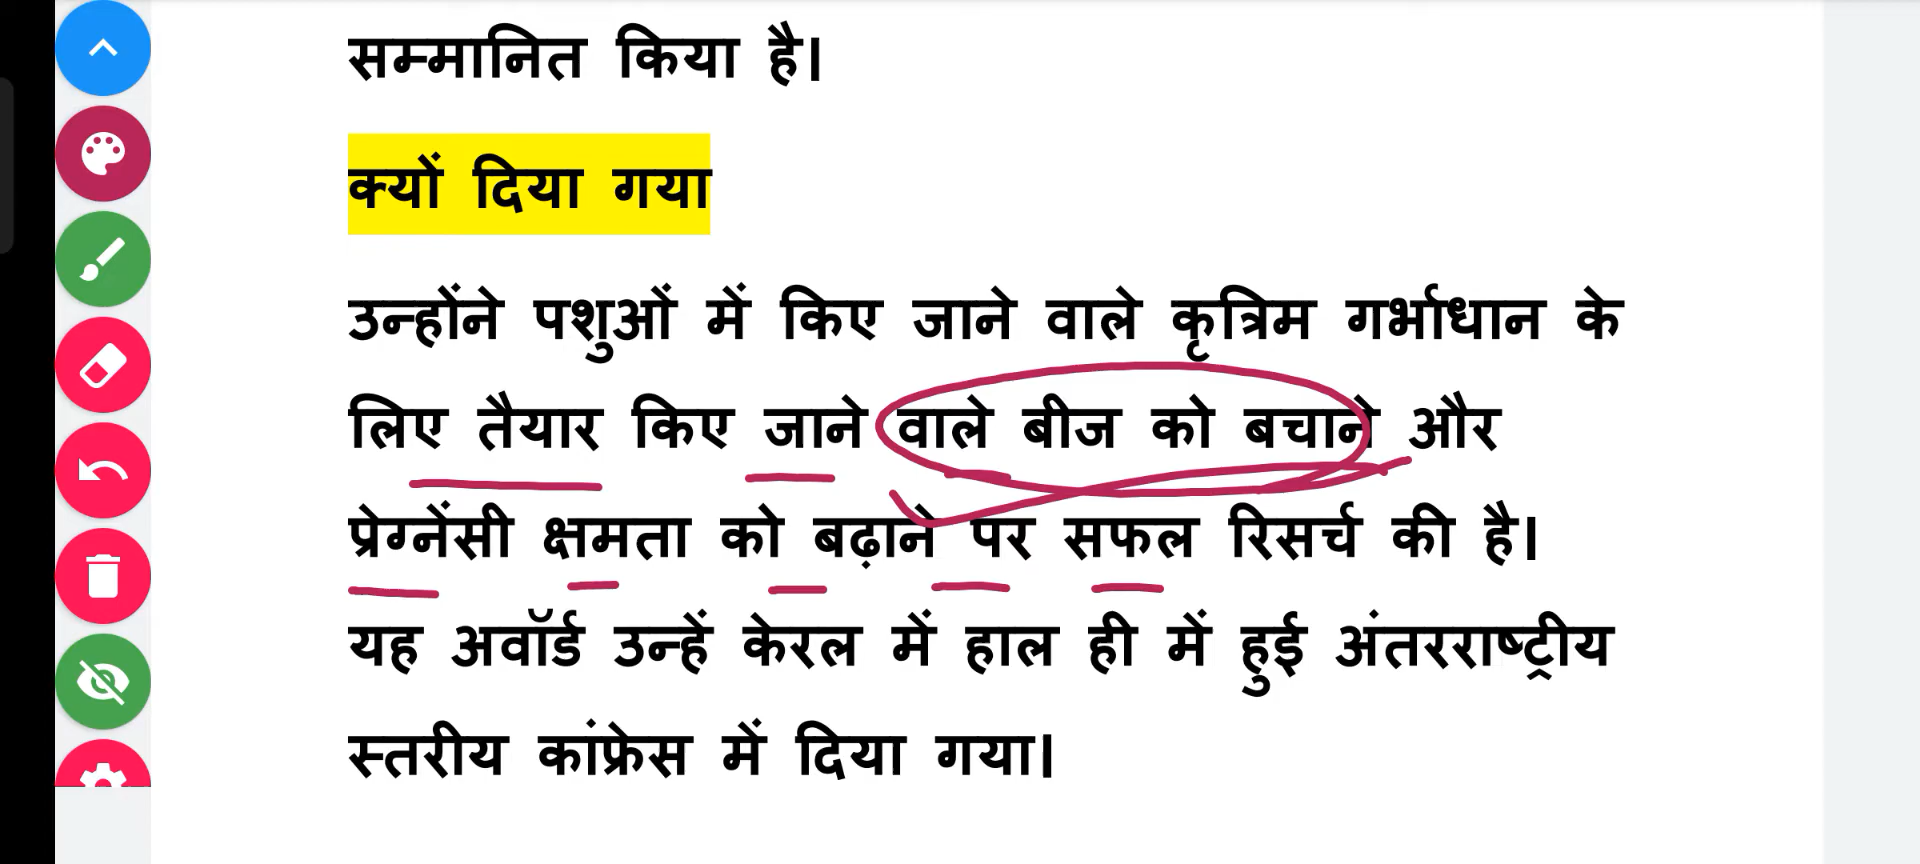 सम्मानित किया है।
क्यों दिया गया
उन्होंने पशुओं में किए जाने वाले कृत्रिम गर्भाधान के
लिए तैयार किए जाने वाले बीज को बचाने और
प्रेग्नेंसी क्षमता को बढ़ाने पर सफल रिसर्च की है।
यह अवॉर्ड उन्हें केरल में हाल ही में हुई अंतरराष्ट्रीय
स्तरीय कांफ्रेस में दिया गया।